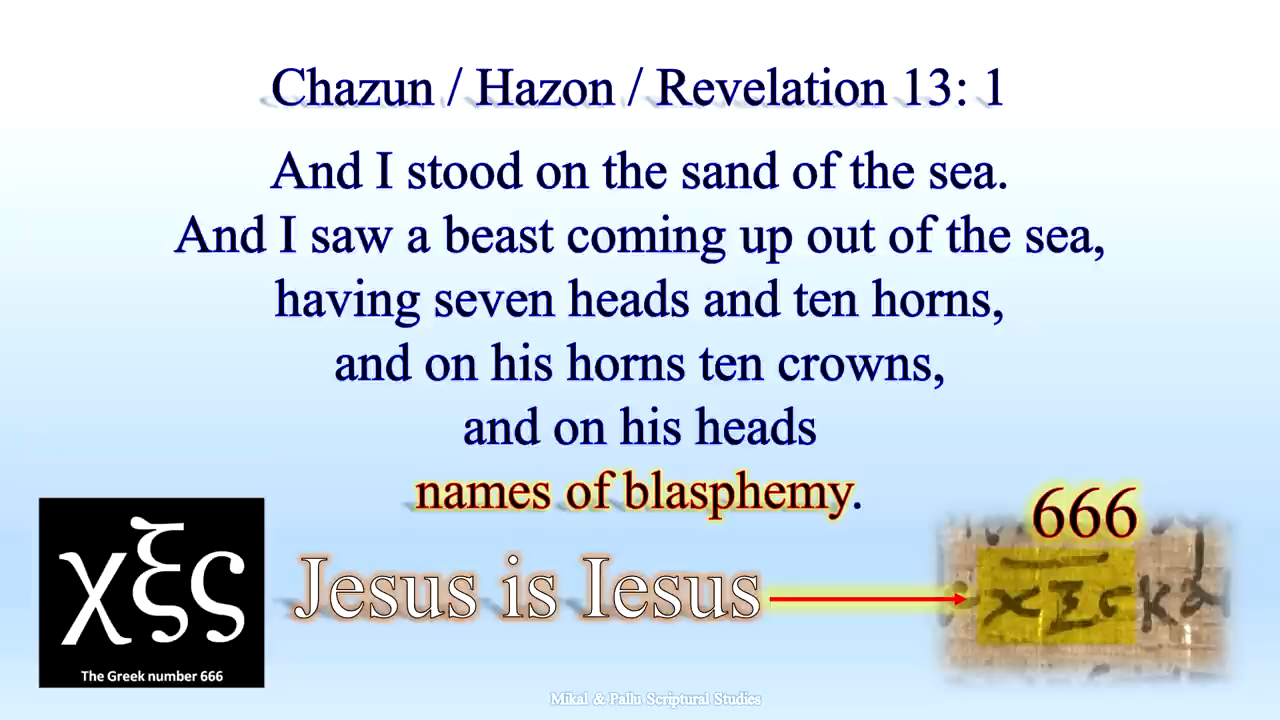 Chazun / Hazon / Revelation 13: 1
And I stood on the sand of the sea.
And I saw a beast coming up out of the sea,
having seven heads and ten horns,
and on his horns ten crowns,
and on his heads
names of blasphemy.
666
χξς
Jesus is Iesus
χξς
The Greek number 666
Mikal & Pallu Scriptural Studies